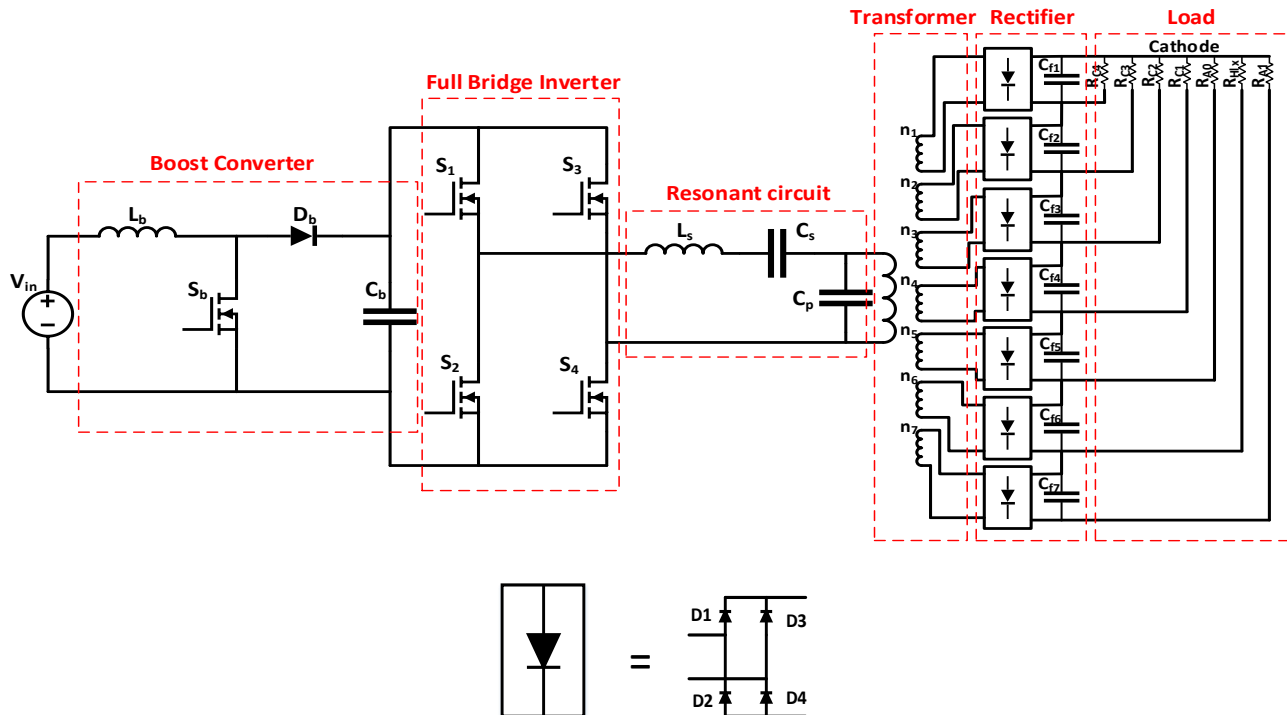 Transformer Rectifier Load
Cathode
Full Bridge Inverter
Boost Converter
Resonant circuit
Vin
+
−
Lb
Db
Sb
Cb
S1
S3
S2
S4
Ls
Cs
Cp
n1
n2
n3
n4
n5
n6
n7
Cf1
Cf2
Cf3
Cf4
Cf5
Cf6
Cf7
RC4
RC3
RC2
RC1
RA0
RHLx
RA1
=
D1
D3
D2
D4